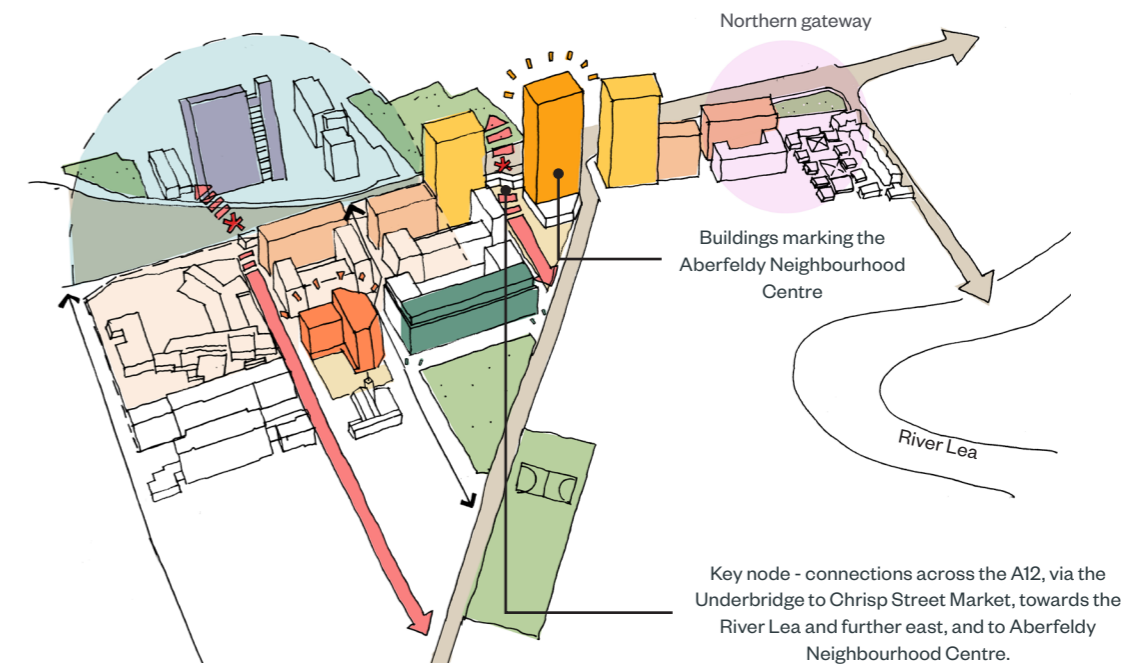 Northern gateway
Buildings marking the
Aberfeldy Neighbourhood
Centre
River Lea
Key node - connections across the A12, via the
Underbridge to Chrisp Street Market, towards the
River Lea and further east, and to Aberfeldy
Neighbourhood Centre.